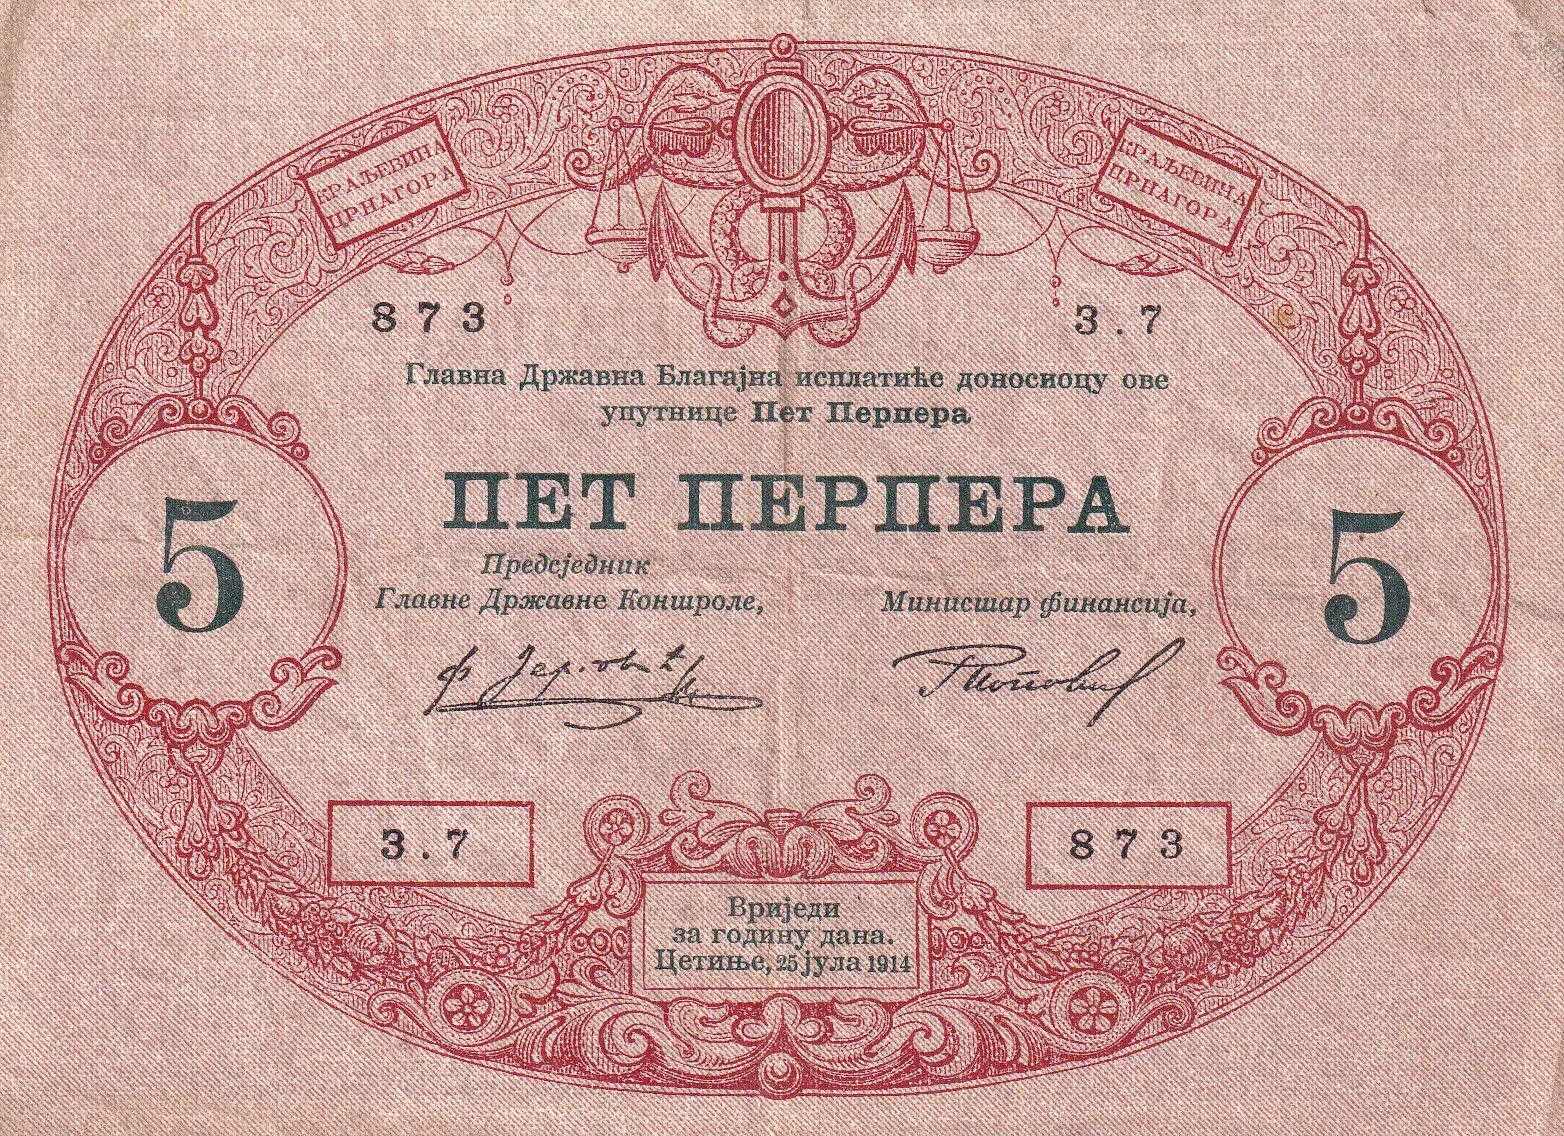 КРАЉЕВИНА
ЦРНАГОРА
КРАЉЕВИНА
ЦРНАГОРА
873
3.7
Главна Државна Благајна исплатиће доносиоцу ове
упутнице Пет Перпера
ПЕТ ПЕРПЕРА
5
5
Предсједник
Главне Државне Контроле,
Министар финансија,
3.7
873
Вриједи
за годину дана.
Цетиње, 25 јула 1914